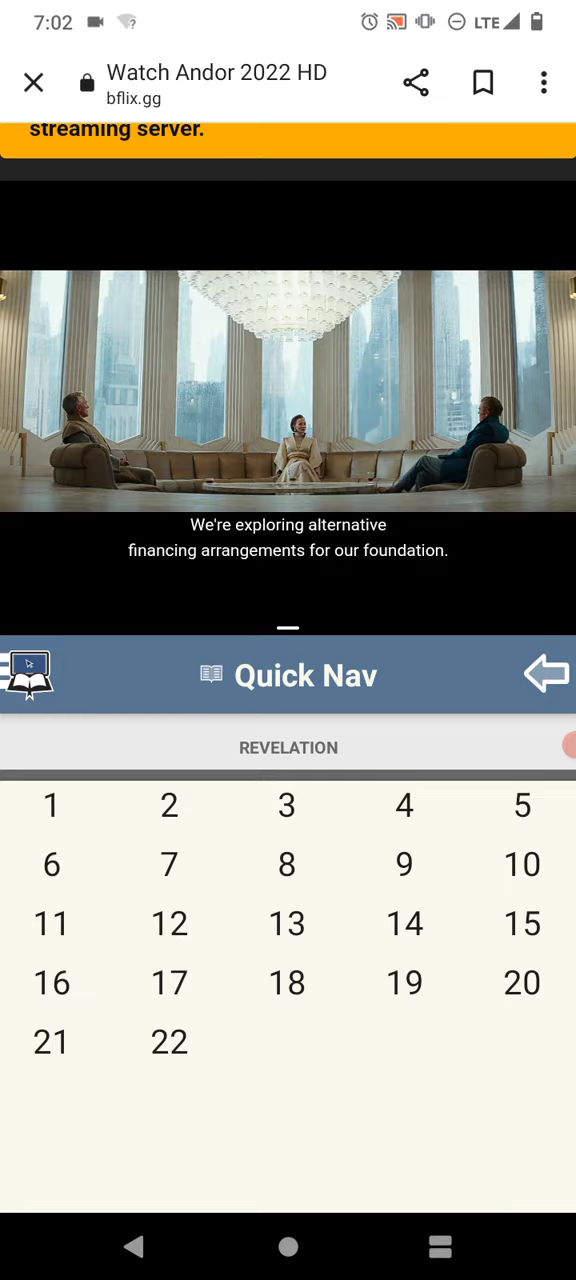 7:02
LTE
Watch Andor 2022 HD
bflix.gg
streaming server.
We're exploring alternative
financing arrangements for our foundation.
Quick Nav
REVELATION
1 2 3 4 5
6 7 8 9 10
11 12 13 14 15
16 17 18 19 20
21 22